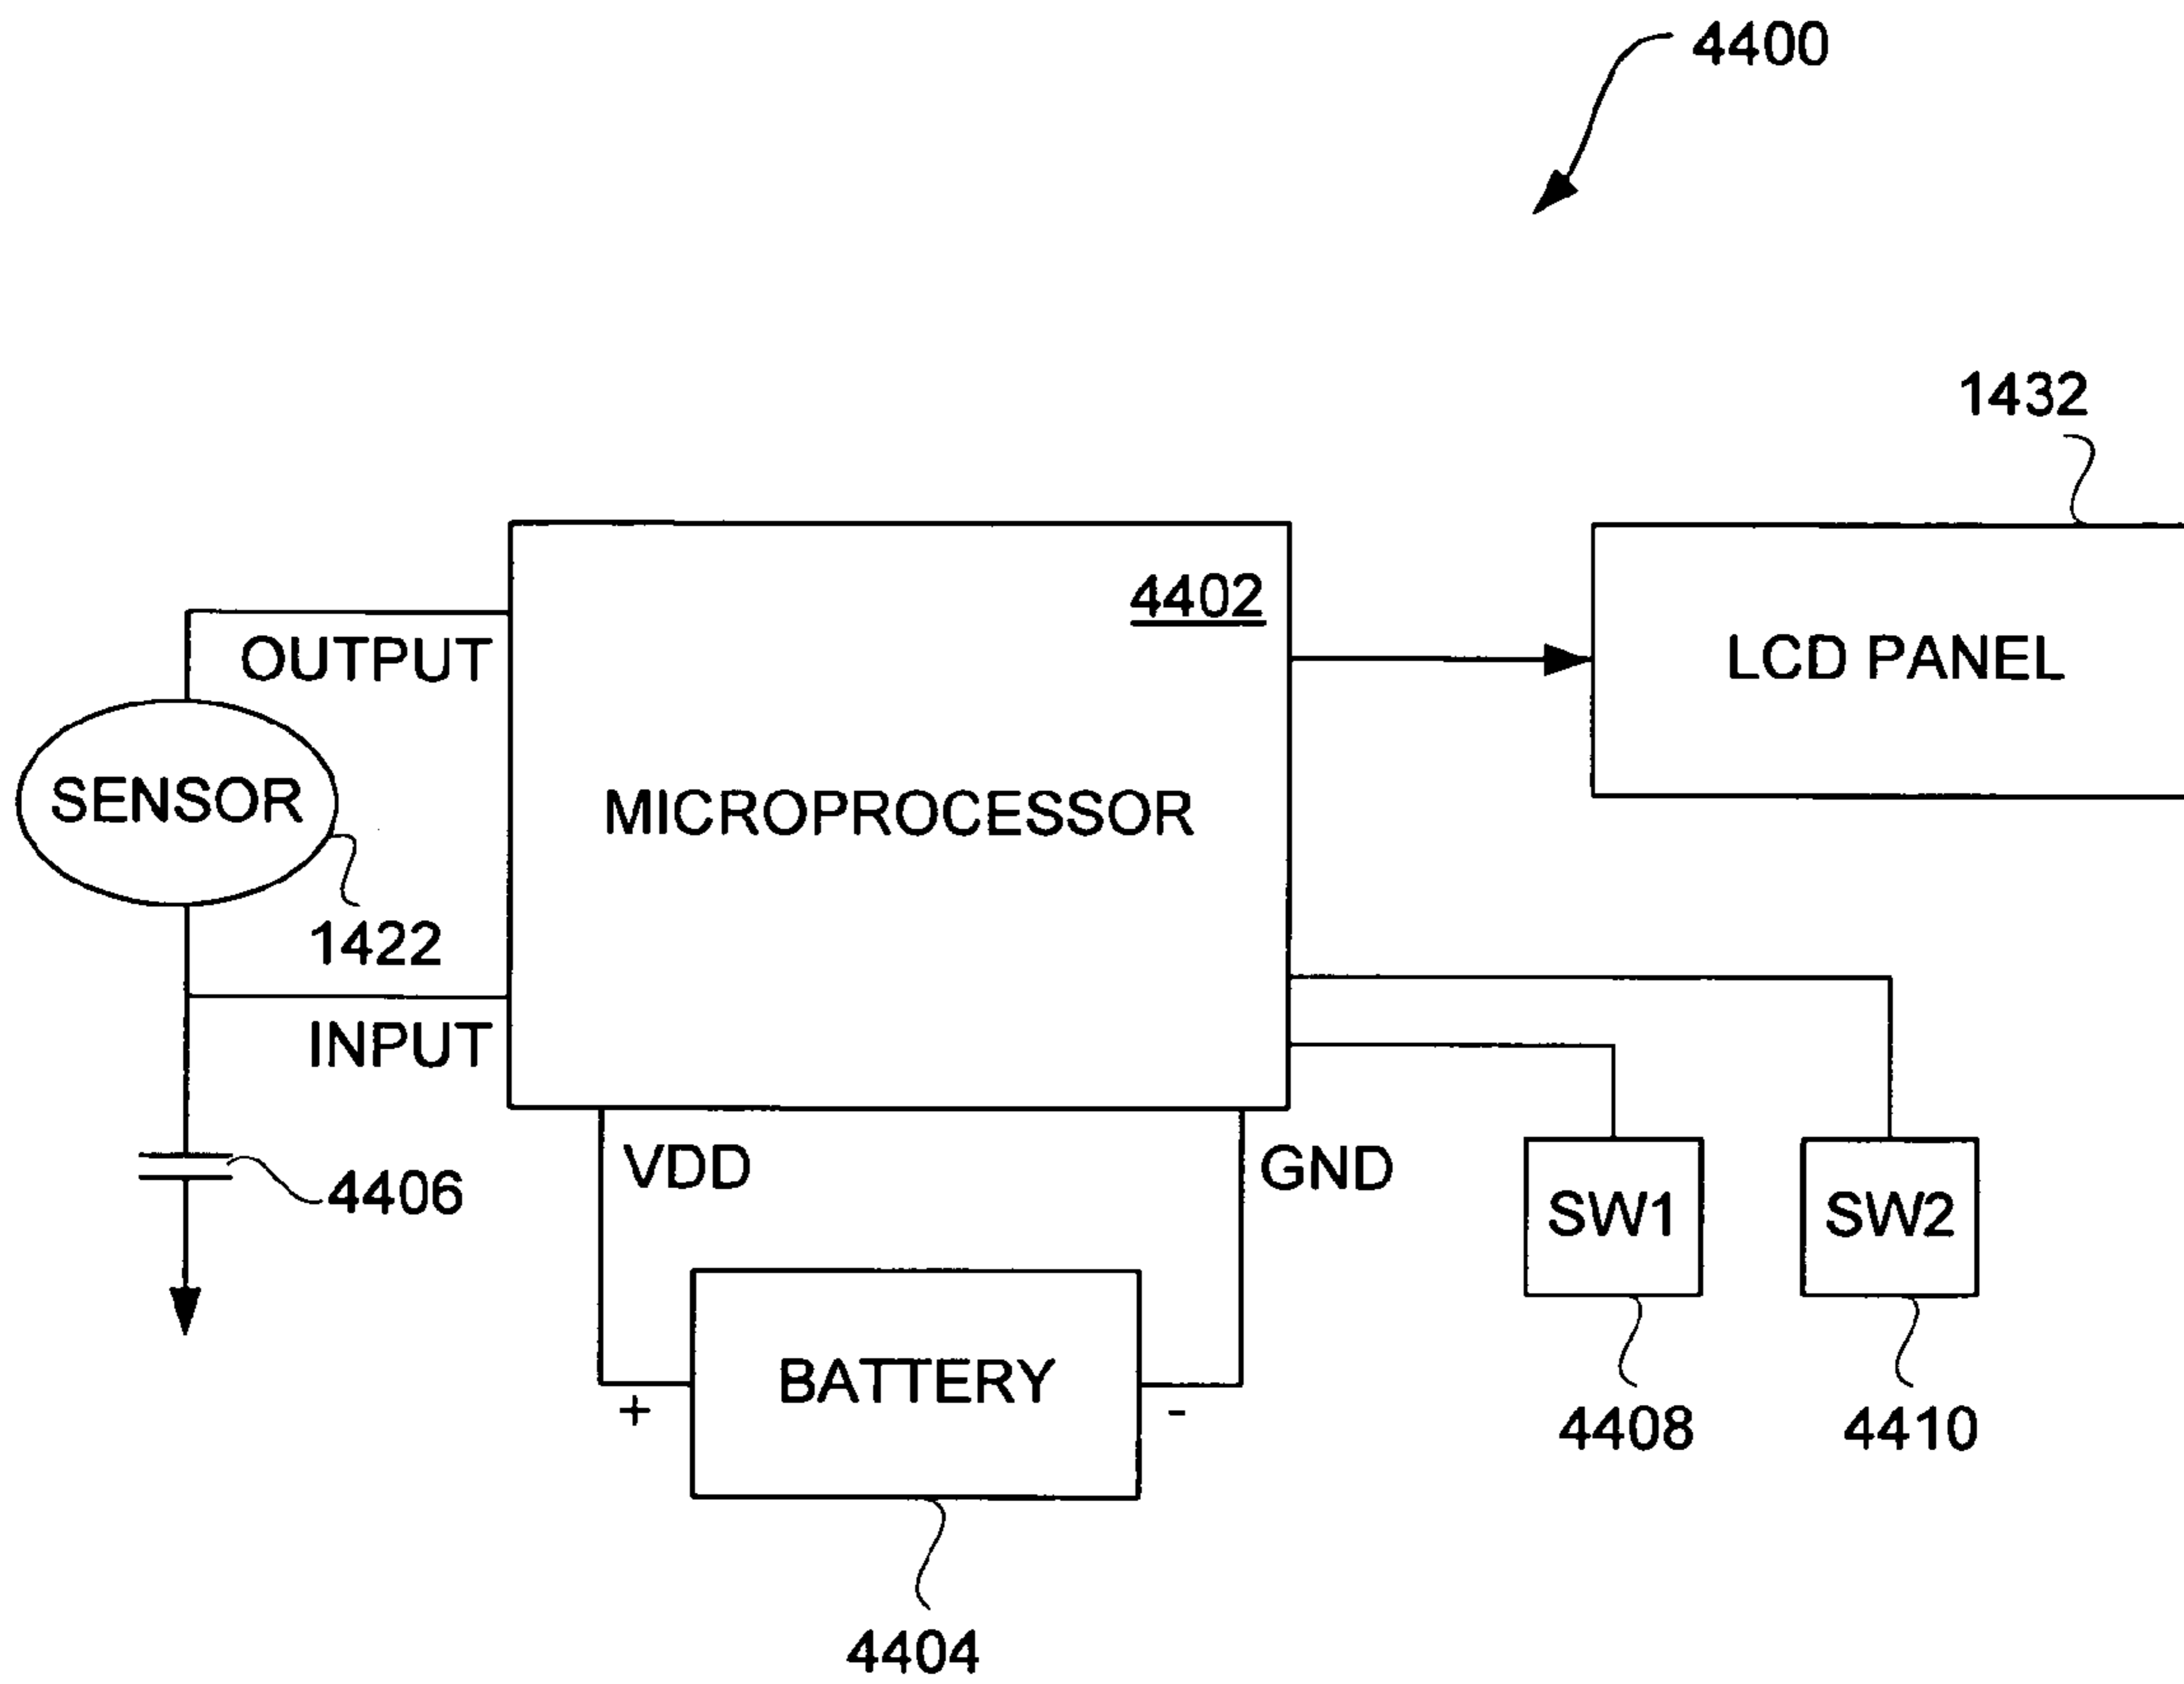 4400
1432
4402
OUTPUT
LCD PANEL
SENSOR
MICROPROCESSOR
1422
INPUT
VDD
GND
4406
SW1
SW2
BATTERY
+
-
4408
4410
4404